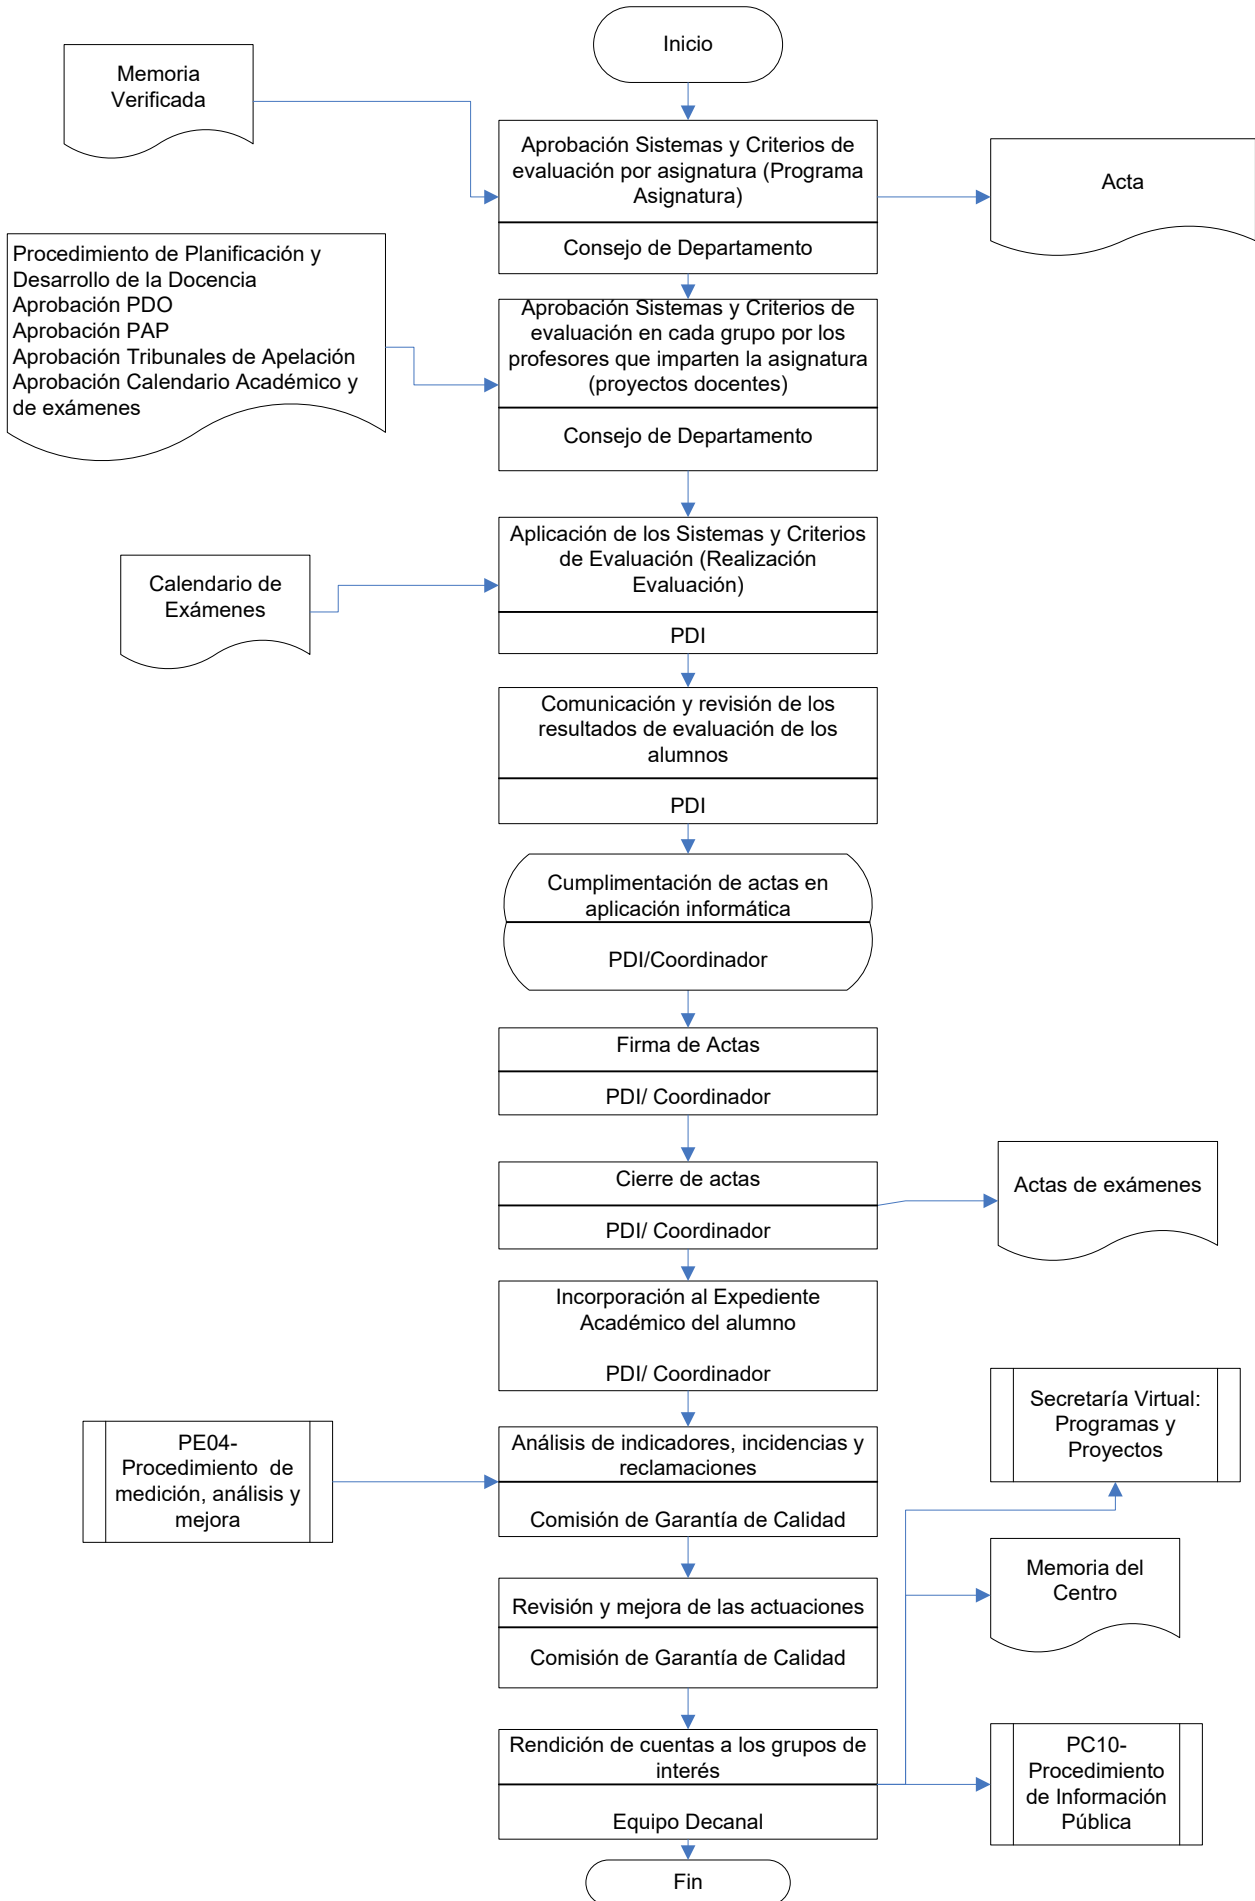 Inicio
Memoria
Verificada
Aprobación Sistemas y Criterios de
evaluación por asignatura (Programa
Asignatura)
Consejo de Departamento
Acta
Procedimiento de Planificación y
Desarrollo de la Docencia
Aprobación PDO
Aprobación PAP
Aprobación Tribunales de Apelación
Aprobación Calendario Académico y
de exámenes
Aprobación Sistemas y Criterios de
evaluación en cada grupo por los
profesores que imparten la asignatura
(proyectos docentes)
Consejo de Departamento
Calendario de
Exámenes
Aplicación de los Sistemas y Criterios
de Evaluación (Realización
Evaluación)
PDI
Comunicación y revisión de los
resultados de evaluación de los
alumnos
PDI
Cumplimentación de actas en
aplicación informática
PDI/Coordinador
Firma de Actas
PDI/ Coordinador
Cierre de actas
PDI/ Coordinador
Actas de exámenes
Incorporación al Expediente
Académico del alumno
PDI/ Coordinador
PE04-
Procedimiento de
medición, análisis y
mejora
Análisis de indicadores, incidencias y
reclamaciones
Comisión de Garantía de Calidad
Secretaría Virtual:
Programas y
Proyectos
Revisión y mejora de las actuaciones
Comisión de Garantía de Calidad
Memoria del
Centro
Rendición de cuentas a los grupos de
interés
Equipo Decanal
PC10-
Procedimiento
de Información
Pública
Fin